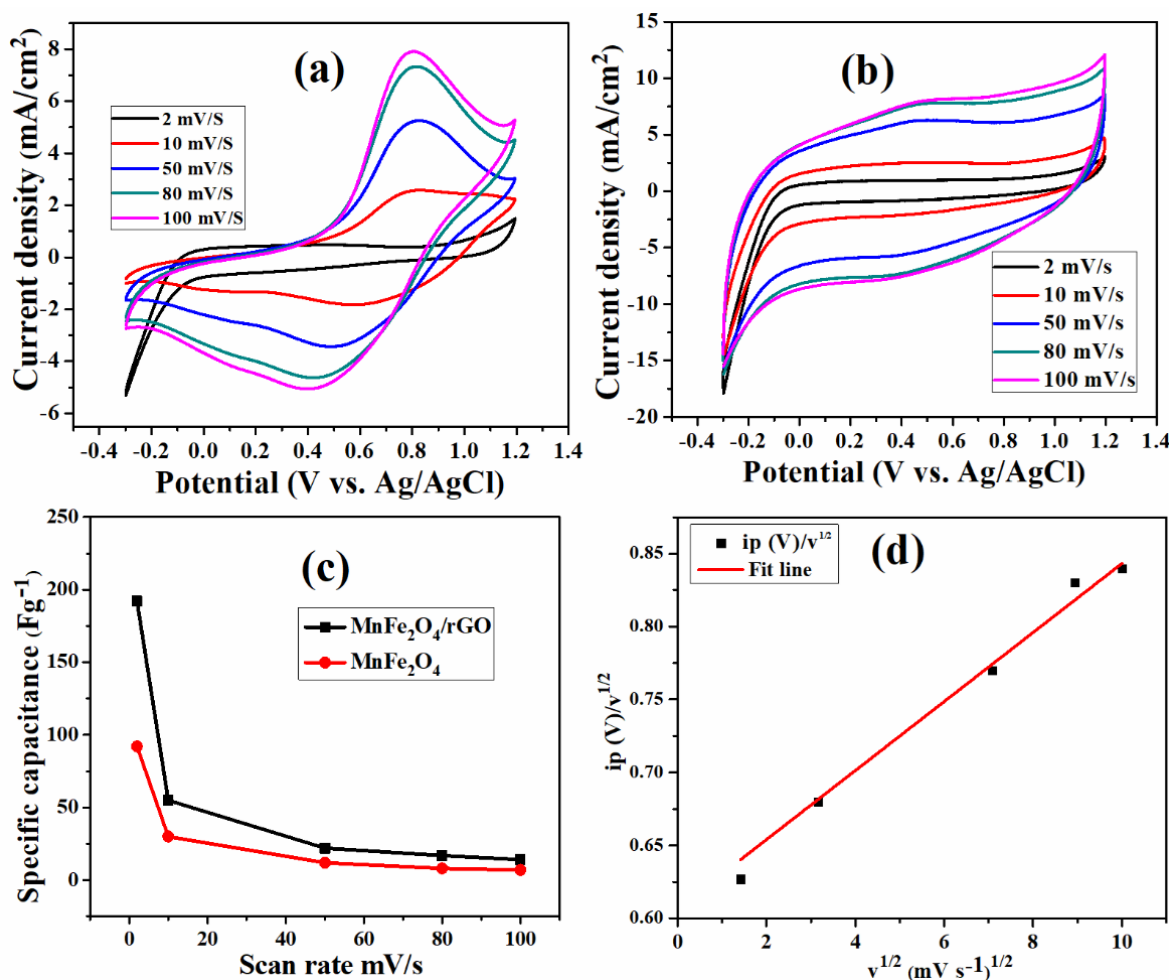 (a)
8
6
4
2
0
-2
-4
-6
Current density (mA/cm²)
2 mV/S
10 mV/S
50 mV/S
80 mV/S
100 mV/S
-0.4 -0.2 0.0 0.2 0.4 0.6 0.8 1.0 1.2 1.4
Potential (V vs. Ag/AgCl)
(b)
20
15
10
5
0
-5
-10
-15
-20
Current density (mA/cm²)
2 mV/s
10 mV/s
50 mV/s
80 mV/s
100 mV/s
-0.4 -0.2 0.0 0.2 0.4 0.6 0.8 1.0 1.2 1.4
Potential (V vs. Ag/AgCl)
(c)
250
200
150
100
50
0
Specific capacitance (Fg⁻¹)
MnFe₂O₄/rGO
MnFe₂O₄
0 20 40 60 80 100
Scan rate mV/s
(d)
ip (V)/v¹/²
Fit line
0.85
0.80
0.75
0.70
0.65
0.60
ip (V)/v¹/²
0 2 4 6 8 10
v¹/² (mV s⁻¹)¹/²